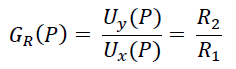 G_R(P) = U_y(P) / U_x(P) = R_2 / R_1